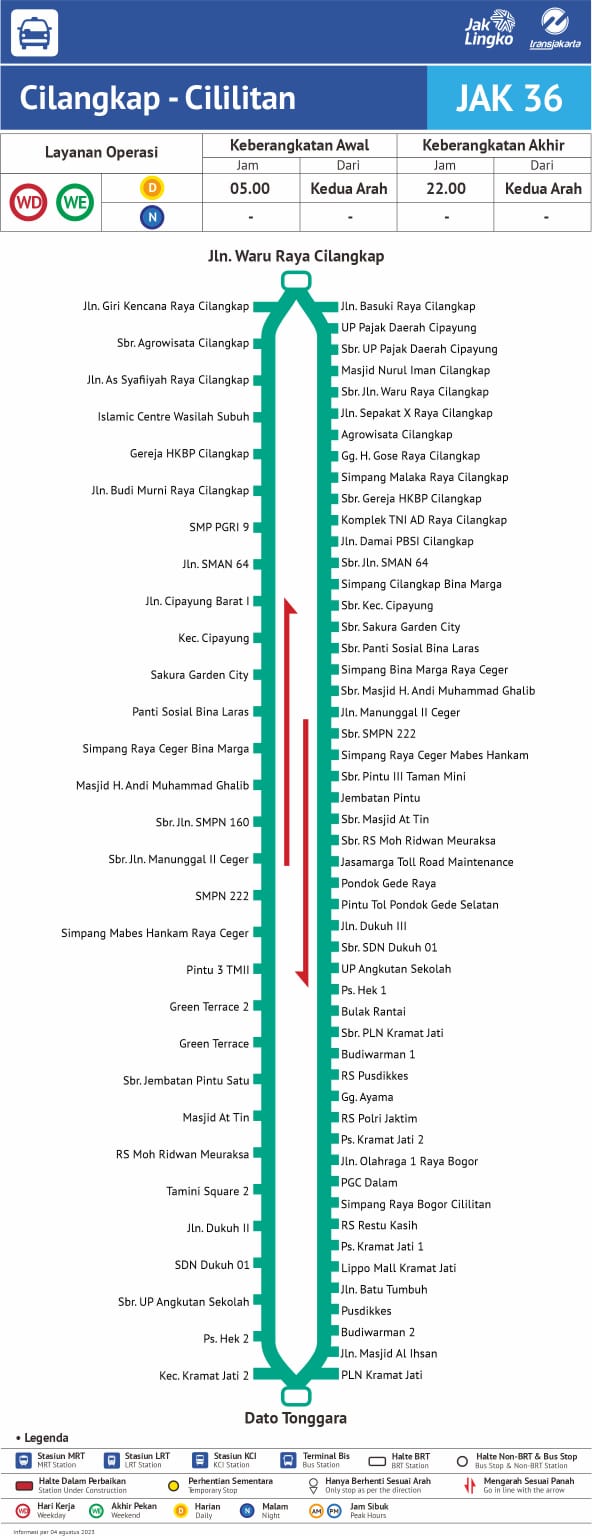 Jak
Lingko
transjakarta
Cilangkap - Cililitan
JAK 36
Layanan Operasi
Keberangkatan Awal
Keberangkatan Akhir
Jam
Dari
Jam
Dari
WD
WE
D
05.00
Kedua Arah
22.00
Kedua Arah
N
-
-
-
-
Jln. Waru Raya Cilangkap
Jln. Giri Kencana Raya Cilangkap
Sbr. Agrowisata Cilangkap
Jln. As Syafiiyah Raya Cilangkap
Islamic Centre Wasilah Subuh
Gereja HKBP Cilangkap
Jln. Budi Murni Raya Cilangkap
SMP PGRI 9
Jln. SMAN 64
Jln. Cipayung Barat I
Kec. Cipayung
Sakura Garden City
Panti Sosial Bina Laras
Simpang Raya Ceger Bina Marga
Masjid H. Andi Muhammad Ghalib
Sbr. Jln. SMPN 160
Sbr. Jln. Manunggal II Ceger
SMPN 222
Simpang Mabes Hankam Raya Ceger
Pintu 3 TMII
Green Terrace 2
Green Terrace
Sbr. Jembatan Pintu Satu
Masjid At Tin
RS Moh Ridwan Meuraksa
Tamini Square 2
Jln. Dukuh II
SDN Dukuh 01
Sbr. UP Angkutan Sekolah
Ps. Hek 2
Kec. Kramat Jati 2
Jln. Basuki Raya Cilangkap
UP Pajak Daerah Cipayung
Sbr. UP Pajak Daerah Cipayung
Masjid Nurul Iman Cilangkap
Sbr. Jln. Waru Raya Cilangkap
Jln. Sepakat X Raya Cilangkap
Agrowisata Cilangkap
Gg. H. Gose Raya Cilangkap
Simpang Malaka Raya Cilangkap
Sbr. Gereja HKBP Cilangkap
Komplek TNI AD Raya Cilangkap
Jln. Damai PBSI Cilangkap
Sbr. Jln. SMAN 64
Simpang Cilangkap Bina Marga
Sbr. Kec. Cipayung
Sbr. Sakura Garden City
Sbr. Panti Sosial Bina Laras
Simpang Bina Marga Raya Ceger
Sbr. Masjid H. Andi Muhammad Ghalib
Jln. Manunggal II Ceger
Sbr. SMPN 222
Simpang Raya Ceger Mabes Hankam
Sbr. Pintu III Taman Mini
Jembatan Pintu
Sbr. Masjid At Tin
Sbr. RS Moh Ridwan Meuraksa
Jasamarga Toll Road Maintenance
Pondok Gede Raya
Pintu Tol Pondok Gede Selatan
Jln. Dukuh III
Sbr. SDN Dukuh 01
UP Angkutan Sekolah
Ps. Hek 1
Bulak Rantai
Sbr. PLN Kramat Jati
Budiwarman 1
RS Pusdikkes
Gg. Ayama
RS Polri Jaktim
Ps. Kramat Jati 2
Jln. Olahraga 1 Raya Bogor
PGC Dalam
Simpang Raya Bogor Cililitan
RS Restu Kasih
Ps. Kramat Jati 1
Lippo Mall Kramat Jati
Jln. Batu Tumbuh
Pusdikkes
Budiwarman 2
Jln. Masjid Al Ihsan
PLN Kramat Jati
Dato Tonggara
• Legenda
Stasiun MRT
MRT Station
Stasiun LRT
LRT Station
Stasiun KCI
KCI Station
Terminal Bis
Bus Station
Halte BRT
BRT Station
Halte Non-BRT & Bus Stop
Bus Stop & Non-BRT Station
Halte Dalam Perbaikan
Station Under Construction
Perhentian Sementara
Temporary Stop
Hanya Berhenti Sesuai Arah
Only stop as per the direction
Mengarah Sesuai Panah
Go in line with the arrow
WD
Hari Kerja
Weekday
WE
Akhir Pekan
Weekend
D
Harian
Daily
N
Malam
Night
AM
PM
Jam Sibuk
Peak Hours
Informasi per 04 agustus 2023